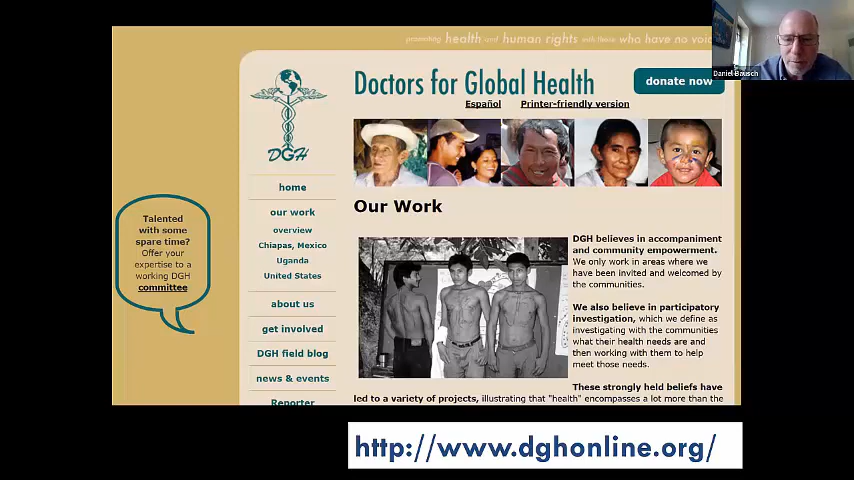 promoting health and human rights with those who have no voi
Daniel Bausch
Doctors for Global Health
donate now
Español Printer-friendly version
DGH
home
our work
overview
Chiapas, Mexico
Uganda
United States
about us
get involved
DGH field blog
news & events
Reporter
Talented
with some
spare time?
Offer your
expertise to a
working DGH
committee
Our Work
DGH believes in accompaniment
and community empowerment.
We only work in areas where we
have been invited and welcomed by
the communities.
We also believe in participatory
investigation, which we define as
investigating with the communities
what their health needs are and
then working with them to help
meet those needs.
These strongly held beliefs have
led to a variety of projects, illustrating that "health" encompasses a lot more than the
http://www.dghonline.org/